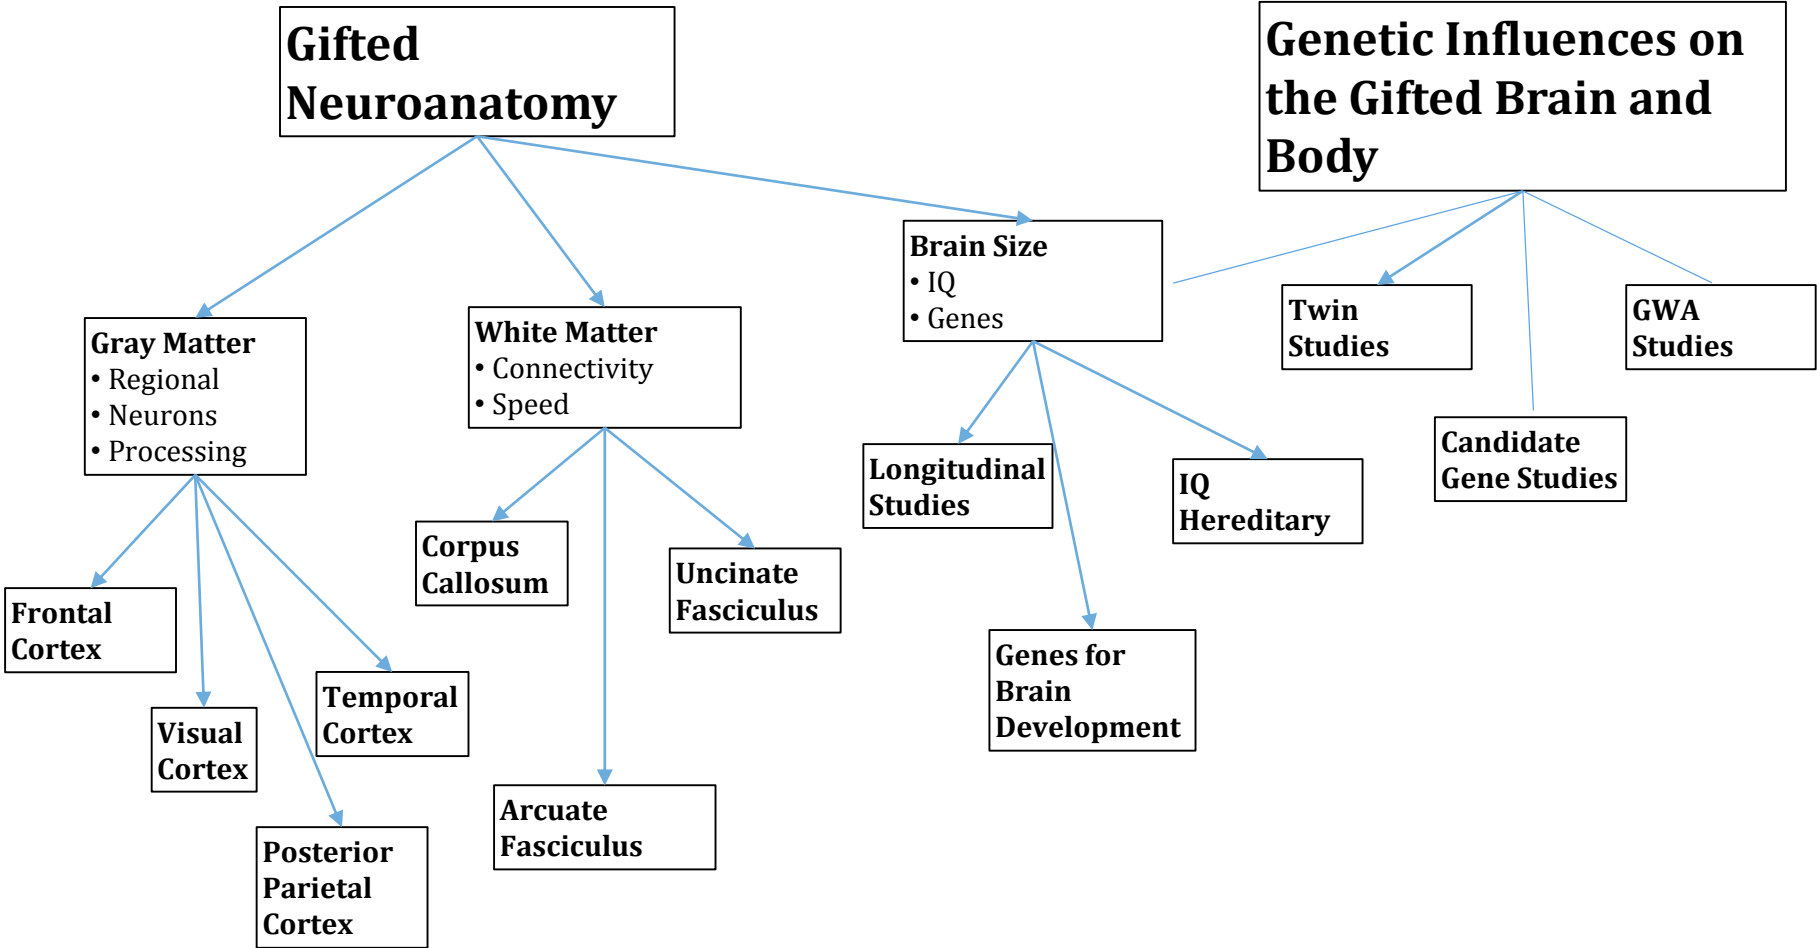 Gifted
Neuroanatomy
Genetic Influences on
the Gifted Brain and
Body
Brain Size
• IQ
• Genes
Twin
Studies
GWA
Studies
Gray Matter
• Regional
• Neurons
• Processing
White Matter
• Connectivity
• Speed
Candidate
Gene Studies
Longitudinal
Studies
IQ
Hereditary
Corpus
Callosum
Uncinate
Fasciculus
Frontal
Cortex
Genes for
Brain
Development
Temporal
Cortex
Visual
Cortex
Arcuate
Fasciculus
Posterior
Parietal
Cortex